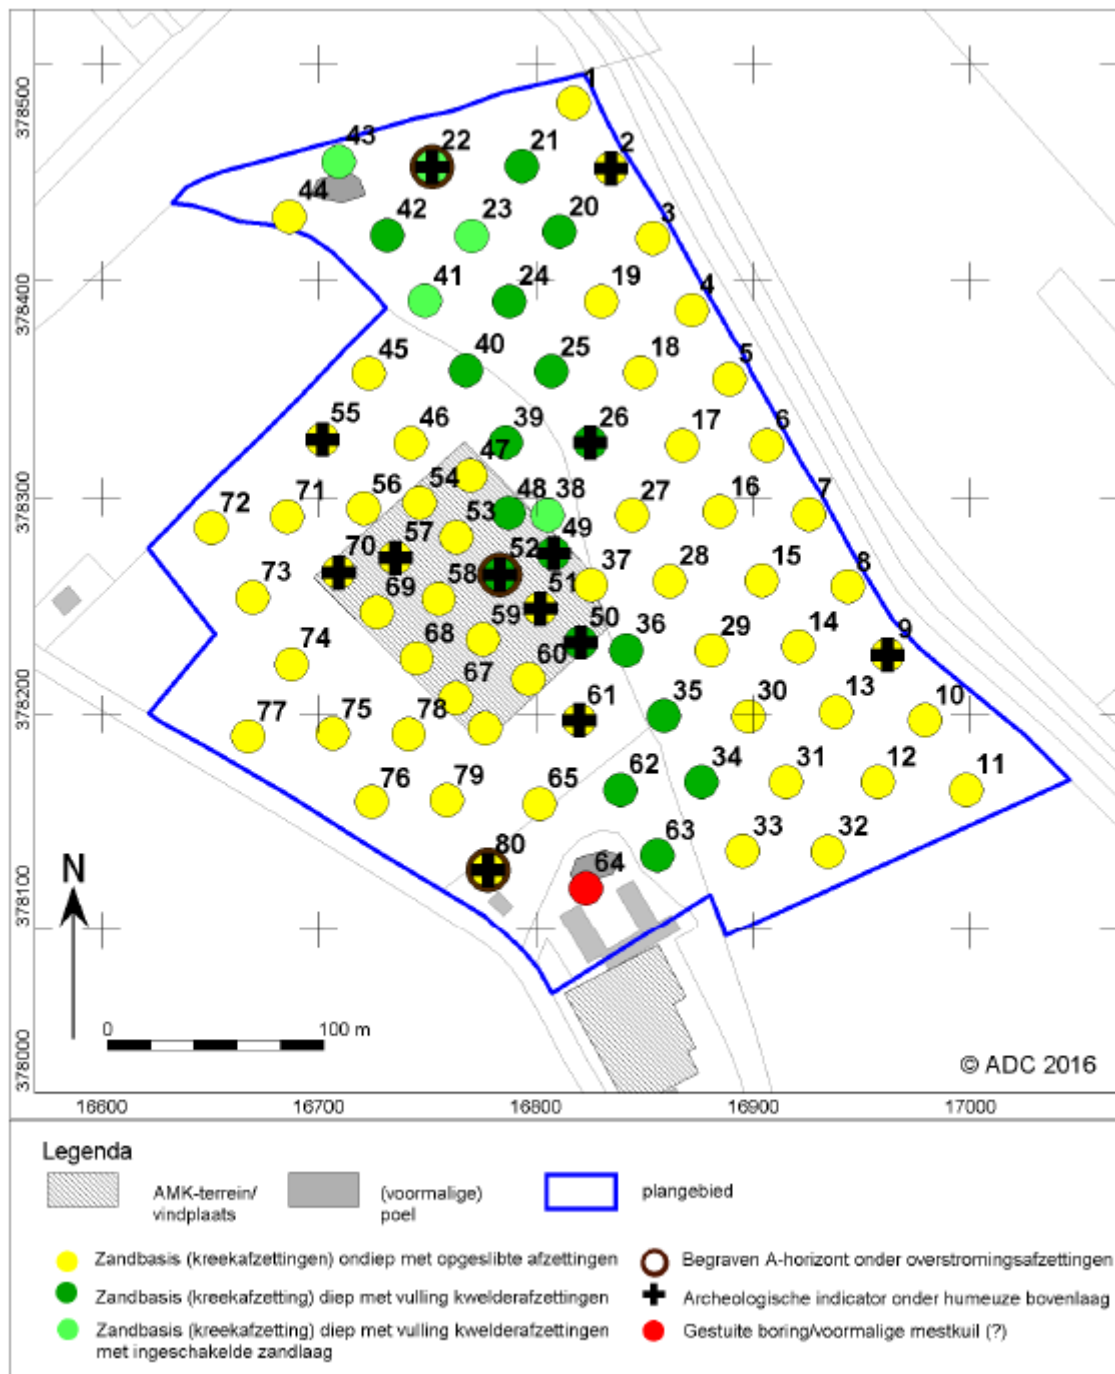 1
43 22 21 2
44 42 23 20 3
41 24 19 4
45 40 25 18 5
55 46 39 26 17 6
47
72 71 56 54 48 38 27 16 7
57 53 49
73 70 52 37 28 15 8
69 58 51
74 68 59 50 36 29 14 9
67 60
77 75 78 61 35 30 13 10
76 79 65 62 34 31 12 11
80 64 63 33 32
378500
378400
378300
378200
378100
378000
N
0 100 m
© ADC 2016
16600 16700 16800 16900 17000
Legenda
AMK-terrein/
vindplaats
(voormalige)
poel
plangebied
Zandbasis (kreekafzettingen) ondiep met opgeslibte afzettingen
Zandbasis (kreekafzetting) diep met vulling kwelderafzettingen
Zandbasis (kreekafzetting) diep met vulling kwelderafzettingen
met ingeschakelde zandlaag
Begraven A-horizont onder overstromingsafzettingen
Archeologische indicator onder humeuze bovenlaag
Gestuite boring/voormalige mestkuil (?)